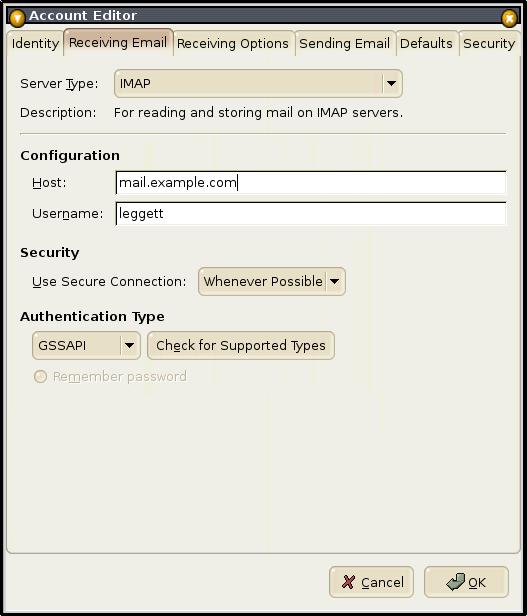 Account Editor
Identity Receiving Email Receiving Options Sending Email Defaults Security
Server Type: IMAP
Description: For reading and storing mail on IMAP servers.
Configuration
Host: mail.example.com
Username: leggett
Security
Use Secure Connection: Whenever Possible
Authentication Type
GSSAPI Check for Supported Types
Remember password
Cancel OK